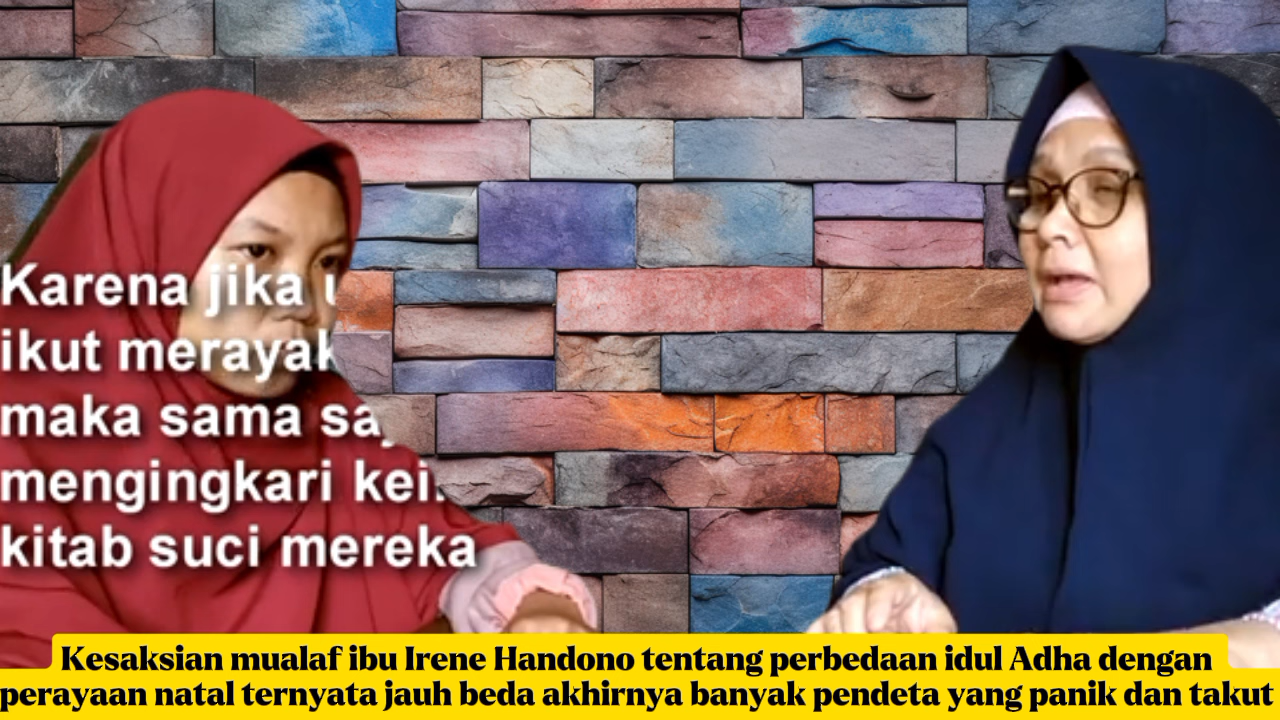 Karena jika
ikut merayak
maka sama sa
mengingkari kei
kitab suci mereka
Kesaksian mualaf ibu Irene Handono tentang perbedaan idul Adha dengan
perayaan natal ternyata jauh beda akhirnya banyak pendeta yang panik dan takut